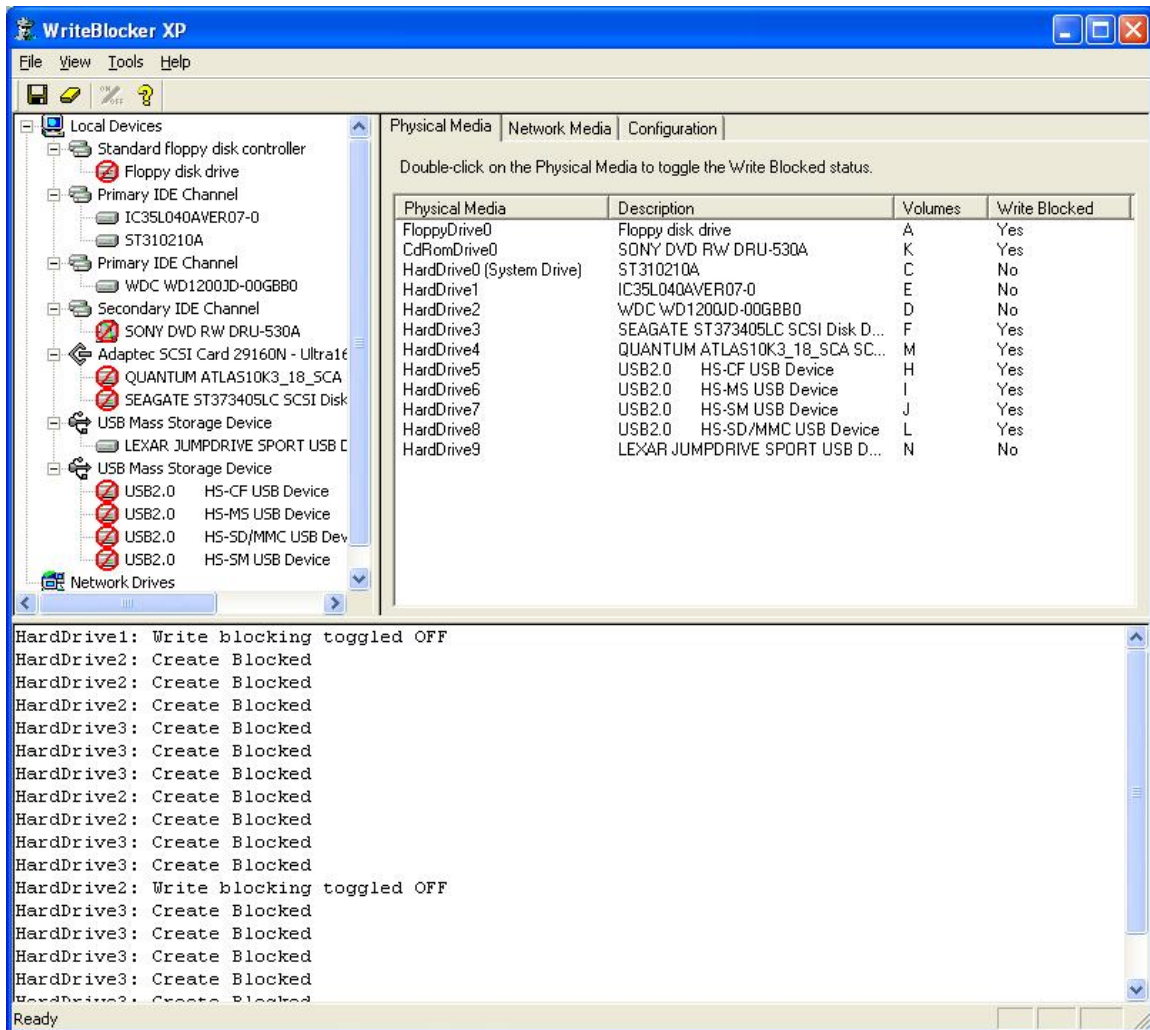 WriteBlocker XP
File View Tools Help
ON/OFF
Local Devices
Standard floppy disk controller
Floppy disk drive
Primary IDE Channel
IC35L040AVER07-0
ST310210A
Primary IDE Channel
WDC WD1200JD-00GBB0
Secondary IDE Channel
SONY DVD RW DRU-530A
Adaptec SCSI Card 29160N - Ultra16
QUANTUM ATLAS10K3_18_SCA
SEAGATE ST373405LC SCSI Disk
USB Mass Storage Device
LEXAR JUMPDRIVE SPORT USB D
USB Mass Storage Device
USB2.0 HS-CF USB Device
USB2.0 HS-MS USB Device
USB2.0 HS-SD/MMC USB Dev
USB2.0 HS-SM USB Device
Network Drives
Physical Media Network Media Configuration
Double-click on the Physical Media to toggle the Write Blocked status.
Physical Media Description Volumes Write Blocked
FloppyDrive0 Floppy disk drive A Yes
CdRomDrive0 SONY DVD RW DRU-530A K Yes
HardDrive0 (System Drive) ST310210A C No
HardDrive1 IC35L040AVER07-0 E No
HardDrive2 WDC WD1200JD-00GBB0 D No
HardDrive3 SEAGATE ST373405LC SCSI Disk D... F Yes
HardDrive4 QUANTUM ATLAS10K3_18_SCA SC... M Yes
HardDrive5 USB2.0 HS-CF USB Device H Yes
HardDrive6 USB2.0 HS-MS USB Device I Yes
HardDrive7 USB2.0 HS-SM USB Device J Yes
HardDrive8 USB2.0 HS-SD/MMC USB Device L Yes
HardDrive9 LEXAR JUMPDRIVE SPORT USB D... N No
HardDrive1: Write blocking toggled OFF
HardDrive2: Create Blocked
HardDrive2: Create Blocked
HardDrive2: Create Blocked
HardDrive3: Create Blocked
HardDrive3: Create Blocked
HardDrive3: Create Blocked
HardDrive2: Create Blocked
HardDrive2: Create Blocked
HardDrive3: Create Blocked
HardDrive3: Create Blocked
HardDrive2: Write blocking toggled OFF
HardDrive3: Create Blocked
HardDrive3: Create Blocked
HardDrive3: Create Blocked
HardDrive3: Create Blocked
HardDrive3: Create Blocked
Ready